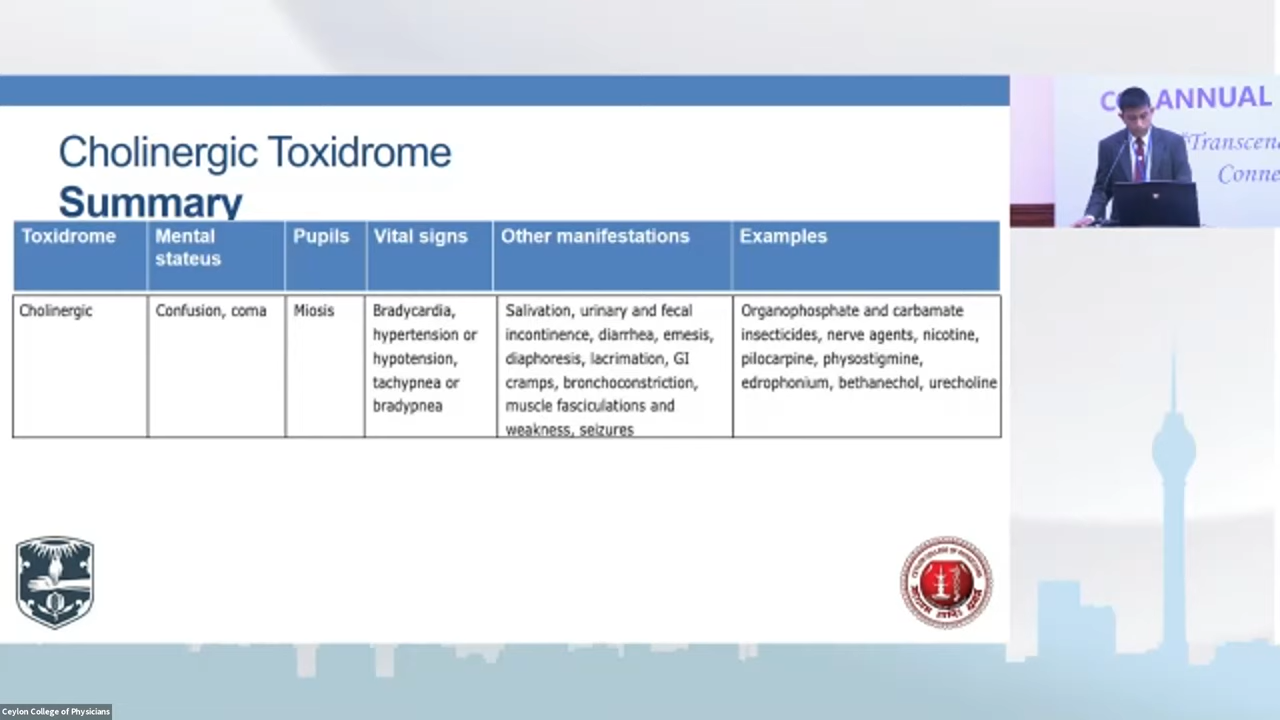 Cholinergic Toxidrome
Summary
Toxidrome
Mental
stateus
Pupils
Vital signs
Other manifestations
Examples
Cholinergic
Confusion, coma
Miosis
Bradycardia,
hypertension or
hypotension,
tachypnea or
bradypnea
Salivation, urinary and fecal
incontinence, diarrhea, emesis,
diaphoresis, lacrimation, GI
cramps, bronchoconstriction,
muscle fasciculations and
weakness, seizures
Organophosphate and carbamate
insecticides, nerve agents, nicotine,
pilocarpine, physostigmine,
edrophonium, bethanechol, urecholine
ANNUAL
Ceylon College of Physicians